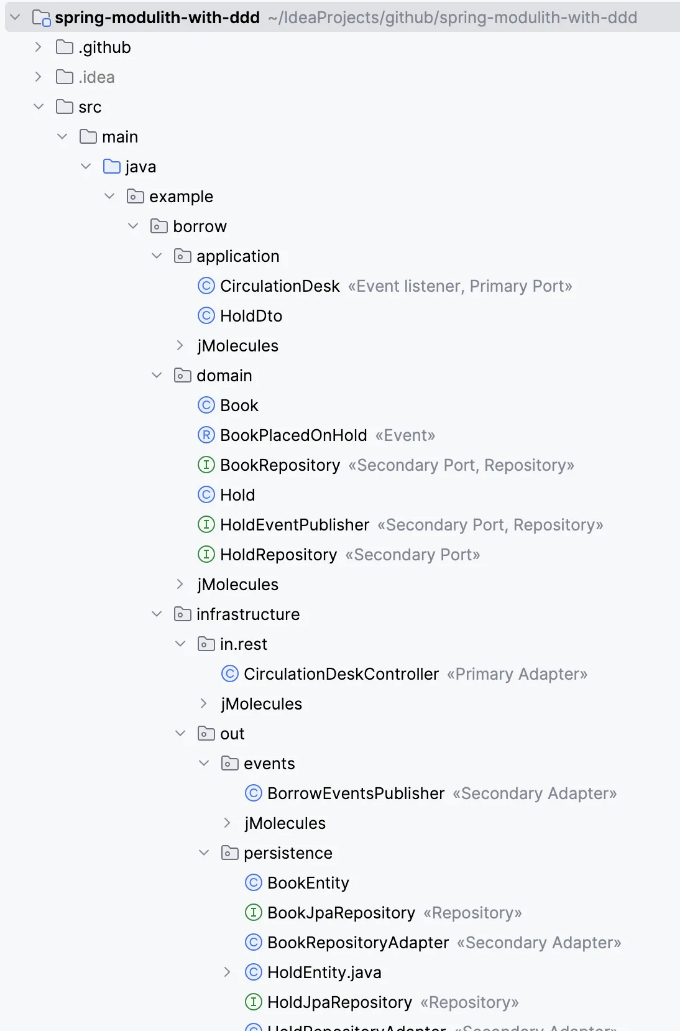 spring-modulith-with-ddd ~/IdeaProjects/github/spring-modulith-with-ddd
.github
.idea
src
main
java
example
borrow
application
C CirculationDesk «Event listener, Primary Port»
C HoldDto
jMolecules
domain
C Book
R BookPlacedOnHold «Event»
I BookRepository «Secondary Port, Repository»
C Hold
I HoldEventPublisher «Secondary Port, Repository»
I HoldRepository «Secondary Port»
jMolecules
infrastructure
in.rest
C CirculationDeskController «Primary Adapter»
jMolecules
out
events
C BorrowEventsPublisher «Secondary Adapter»
jMolecules
persistence
C BookEntity
I BookJpaRepository «Repository»
C BookRepositoryAdapter «Secondary Adapter»
C HoldEntity.java
I HoldJpaRepository «Repository»
C HoldRepositoryAdapter «Secondary Adapter»